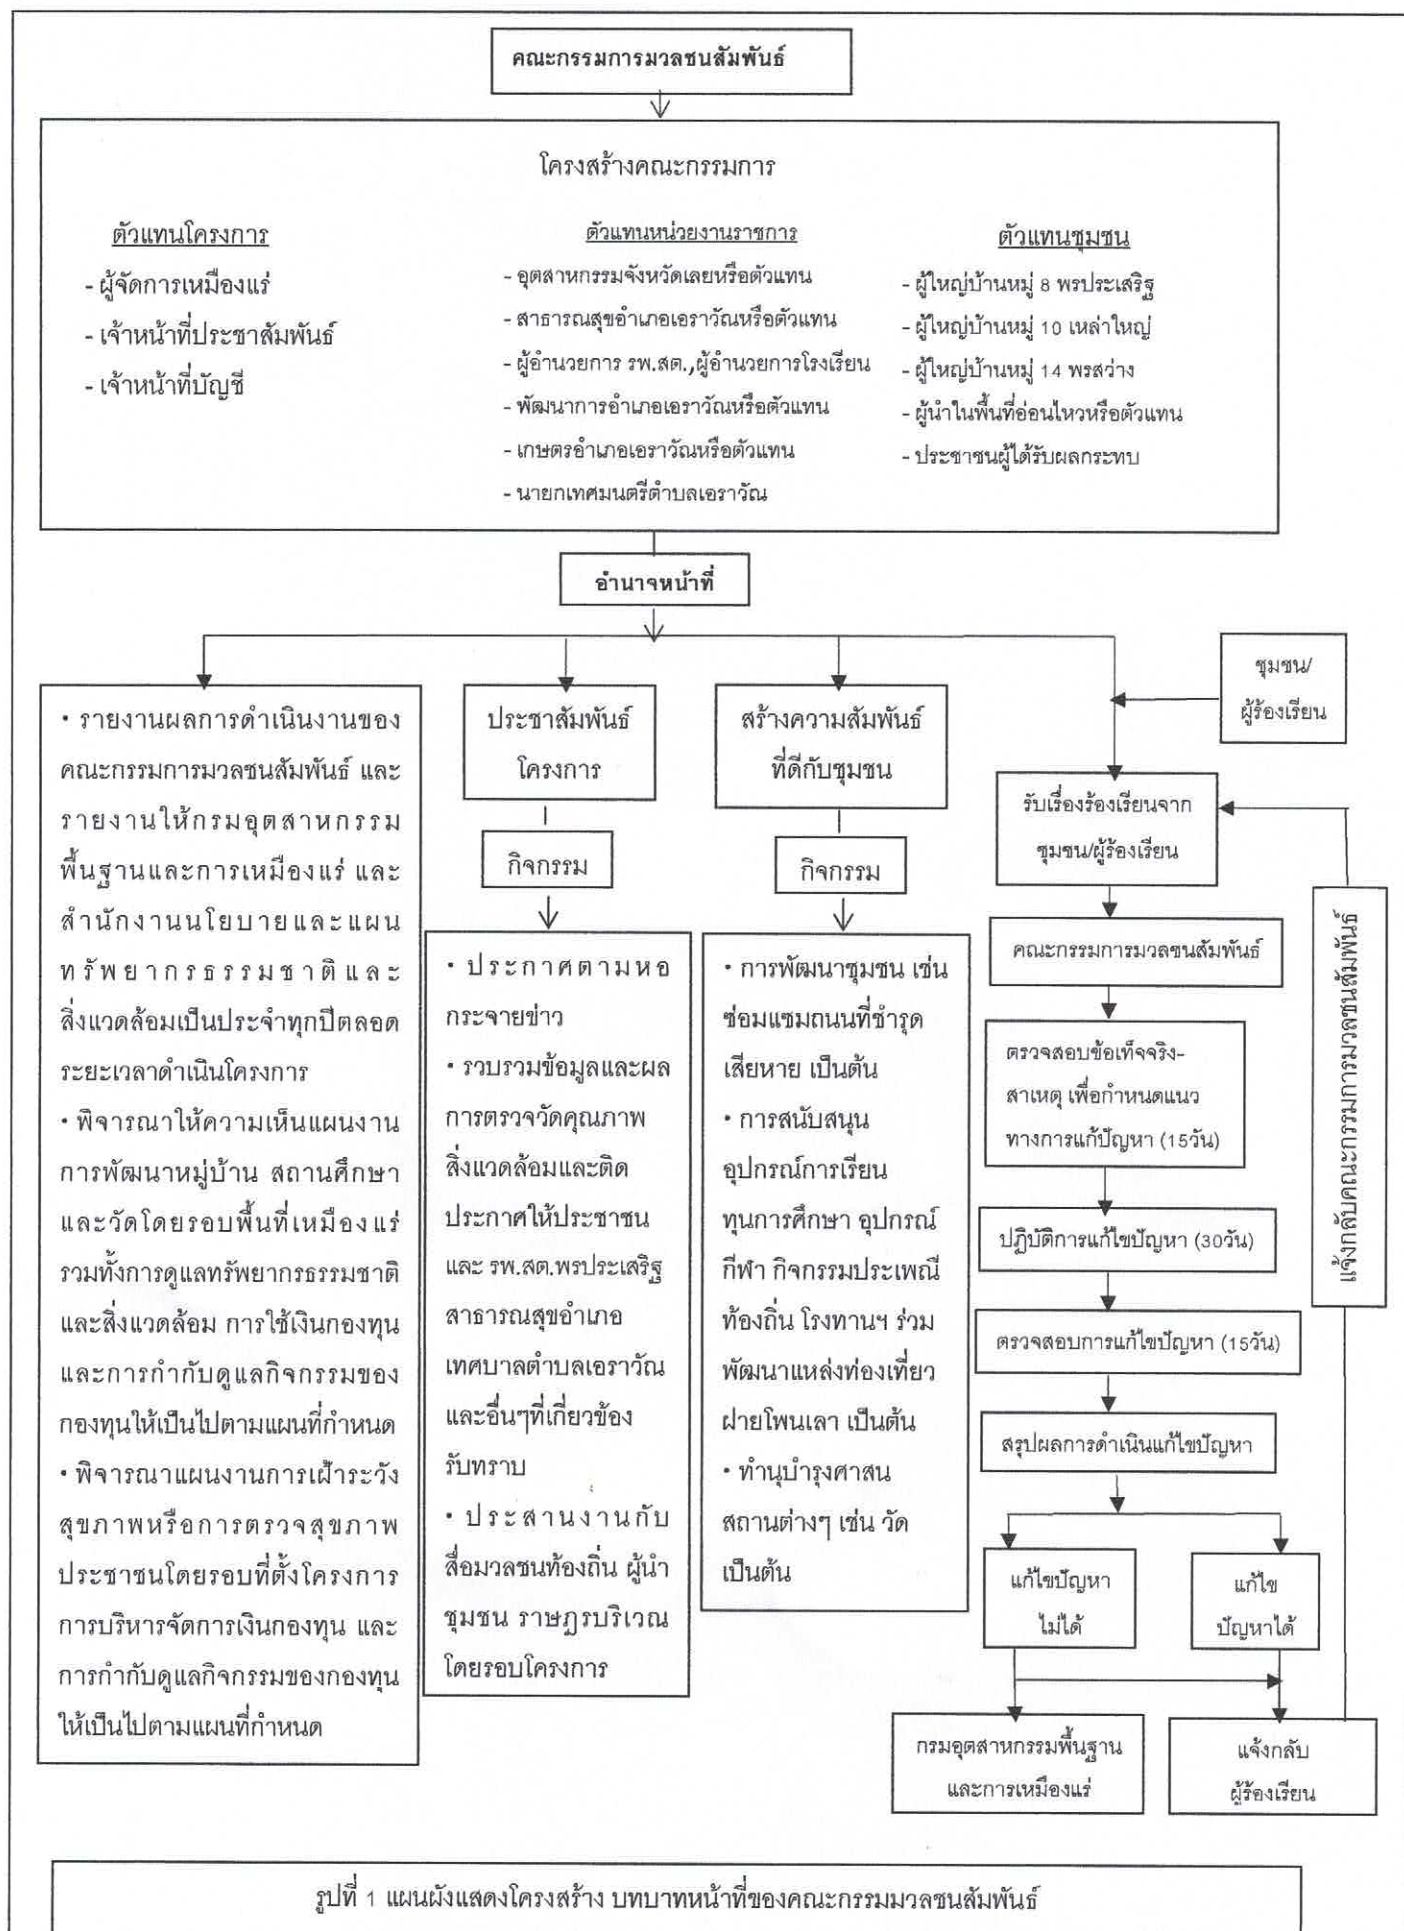 คณะกรรมการมวลชนสัมพันธ์
โครงสร้างคณะกรรมการ
ตัวแทนโครงการ
- ผู้จัดการเหมืองแร่
- เจ้าหน้าที่ประชาสัมพันธ์
- เจ้าหน้าที่บัญชี
ตัวแทนหน่วยงานราชการ
- อุตสาหกรรมจังหวัดเลยหรือตัวแทน
- สาธารณสุขอำเภอเอราวัณหรือตัวแทน
- ผู้อำนวยการ รพ.สต.,ผู้อำนวยการโรงเรียน
- พัฒนาการอำเภอเอราวัณหรือตัวแทน
- เกษตรอำเภอเอราวัณหรือตัวแทน
- นายกเทศมนตรีตำบลเอราวัณ
ตัวแทนชุมชน
- ผู้ใหญ่บ้านหมู่ 8 พรประเสริฐ
- ผู้ใหญ่บ้านหมู่ 10 เหล่าใหญ่
- ผู้ใหญ่บ้านหมู่ 14 พรสว่าง
- ผู้นำในพื้นที่อ่อนไหวหรือตัวแทน
- ประชาชนผู้ได้รับผลกระทบ
อำนาจหน้าที่
• รายงานผลการดำเนินงานของ
คณะกรรมการมวลชนสัมพันธ์ และ
รายงานให้กรมอุตสาหกรรม
พื้นฐานและการเหมืองแร่ และ
สำนักงานนโยบายและแผน
ทรัพยากรธรรมชาติและ
สิ่งแวดล้อมเป็นประจำทุกปีตลอด
ระยะเวลาดำเนินโครงการ
• พิจารณาให้ความเห็นแผนงาน
การพัฒนาหมู่บ้าน สถานศึกษา
และวัดโดยรอบพื้นที่เหมืองแร่
รวมทั้งการดูแลทรัพยากรธรรมชาติ
และสิ่งแวดล้อม การใช้เงินกองทุน
และการกำกับดูแลกิจกรรมของ
กองทุนให้เป็นไปตามแผนที่กำหนด
• พิจารณาแผนงานการเฝ้าระวัง
สุขภาพหรือการตรวจสุขภาพ
ประชาชนโดยรอบที่ตั้งโครงการ
การบริหารจัดการเงินกองทุน และ
การกำกับดูแลกิจกรรมของกองทุน
ให้เป็นไปตามแผนที่กำหนด
ประชาสัมพันธ์
โครงการ
กิจกรรม
• ประกาศตามหอ
กระจายข่าว
• รวบรวมข้อมูลและผล
การตรวจวัดคุณภาพ
สิ่งแวดล้อมและติด
ประกาศให้ประชาชน
และ รพ.สต.พรประเสริฐ
สาธารณสุขอำเภอ
เทศบาลตำบลเอราวัณ
และอื่นๆที่เกี่ยวข้อง
รับทราบ
• ประสานงานกับ
สื่อมวลชนท้องถิ่น ผู้นำ
ชุมชน ราษฎรบริเวณ
โดยรอบโครงการ
สร้างความสัมพันธ์
ที่ดีกับชุมชน
กิจกรรม
• การพัฒนาชุมชน เช่น
ซ่อมแซมถนนที่ชำรุด
เสียหาย เป็นต้น
• การสนับสนุน
อุปกรณ์การเรียน
ทุนการศึกษา อุปกรณ์
กีฬา กิจกรรมประเพณี
ท้องถิ่น โรงทานฯ ร่วม
พัฒนาแหล่งท่องเที่ยว
ฝายโพนเลา เป็นต้น
• ทำนุบำรุงศาสน
สถานต่างๆ เช่น วัด
เป็นต้น
ชุมชน/
ผู้ร้องเรียน
รับเรื่องร้องเรียนจาก
ชุมชน/ผู้ร้องเรียน
คณะกรรมการมวลชนสัมพันธ์
ตรวจสอบข้อเท็จจริง-
สาเหตุ เพื่อกำหนดแนว
ทางการแก้ปัญหา (15วัน)
ปฏิบัติการแก้ไขปัญหา (30วัน)
ตรวจสอบการแก้ไขปัญหา (15วัน)
สรุปผลการดำเนินแก้ไขปัญหา
แก้ไขปัญหา
ไม่ได้
แก้ไข
ปัญหาได้
กรมอุตสาหกรรมพื้นฐาน
และการเหมืองแร่
แจ้งกลับ
ผู้ร้องเรียน
แจ้งกลับคณะกรรมการมวลชนสัมพันธ์
รูปที่ 1 แผนผังแสดงโครงสร้าง บทบาทหน้าที่ของคณะกรรมมวลชนสัมพันธ์